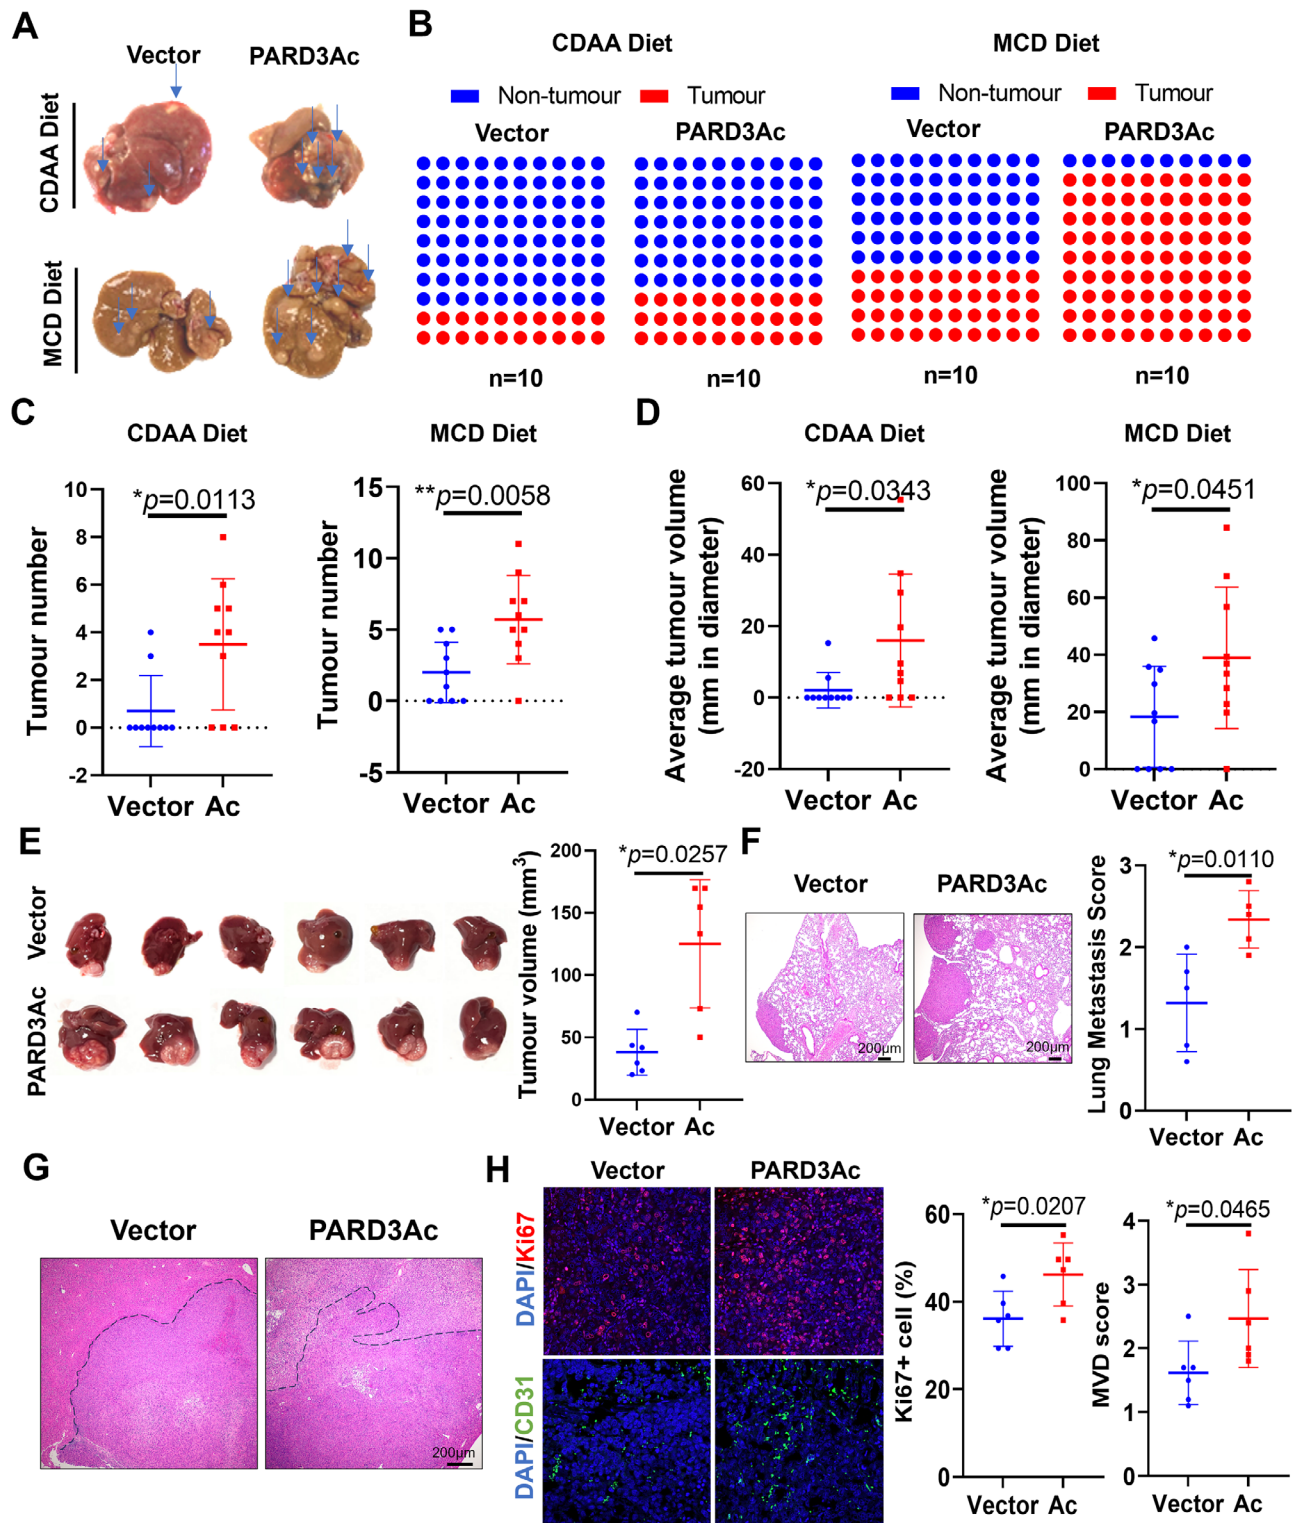 A
Vector
PARD3Ac
CDAA Diet
MCD Diet
B
CDAA Diet
MCD Diet
Non-tumour
Tumour
Non-tumour
Tumour
Vector
PARD3Ac
Vector
PARD3Ac
n=10
n=10
n=10
n=10
C
CDAA Diet
MCD Diet
*p=0.0113
**p=0.0058
Tumour number
10
8
6
4
2
0
-2
Vector Ac
Tumour number
15
10
5
0
-5
Vector Ac
D
CDAA Diet
MCD Diet
*p=0.0343
*p=0.0451
Average tumour volume
(mm in diameter)
60
40
20
0
-20
Vector Ac
Average tumour volume
(mm in diameter)
100
80
60
40
20
0
Vector Ac
E
Vector
PARD3Ac
*p=0.0257
Tumour volume (mm³)
200
150
100
50
0
Vector Ac
F
Vector
PARD3Ac
200µm
200µm
*p=0.0110
Lung Metastasis Score
3
2
1
0
Vector Ac
G
Vector
PARD3Ac
200µm
H
Vector
PARD3Ac
DAPI/Ki67
DAPI/CD31
*p=0.0207
Ki67+ cell (%)
60
40
20
0
Vector Ac
*p=0.0465
MVD score
4
3
2
1
0
Vector Ac